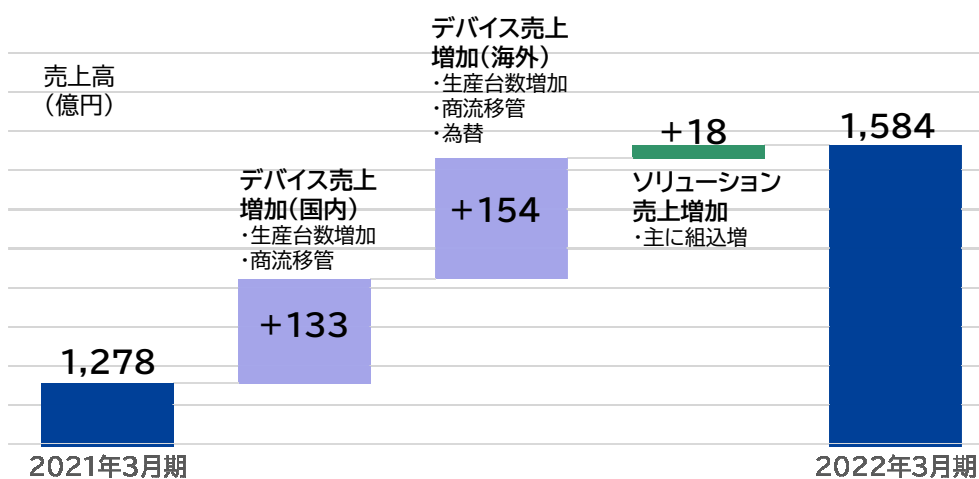 売上高
（億円）
1,278
2021年3月期
デバイス売上
増加（国内）
・生産台数増加
・商流移管
+133
デバイス売上
増加（海外）
・生産台数増加
・商流移管
・為替
+154
+18
ソリューション
売上増加
・主に組込増
1,584
2022年3月期